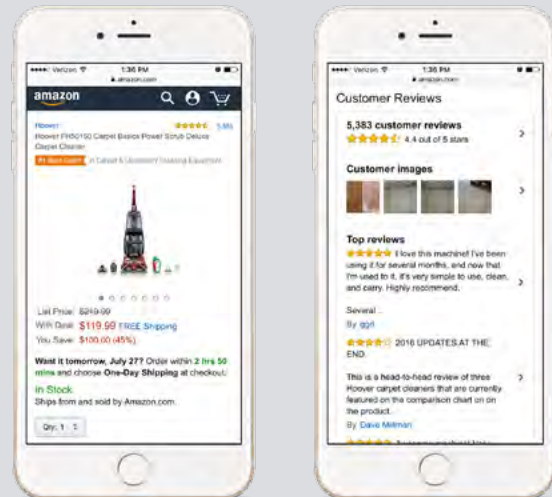 Verizon 1:36 PM
amazon.com
amazon
Hoover
Hoover FH50150 Carpet Basics Power Scrub Deluxe
Carpet Cleaner
#1 Best Seller in Carpet & Upholstery Cleaning Equipment
List Price: $219.99
With Deal: $119.99 FREE Shipping
You Save: $100.00 (45%)
Want it tomorrow, July 27? Order within 2 hrs 50
mins and choose One-Day Shipping at checkout.
In Stock.
Ships from and sold by Amazon.com.
Qty: 1
Verizon 1:36 PM
amazon.com
Customer Reviews
5,383 customer reviews
4.4 out of 5 stars
Customer images
Top reviews
I love this machine! I've been
using it for several months, and now that
I'm used to it, it's very simple to use, clean,
and carry. Highly recommend.
Several...
By
2016 UPDATES AT THE
END.
This is a head-to-head review of three
Hoover carpet cleaners that are currently
featured on the comparison chart on on
the product...
By Dave Melman